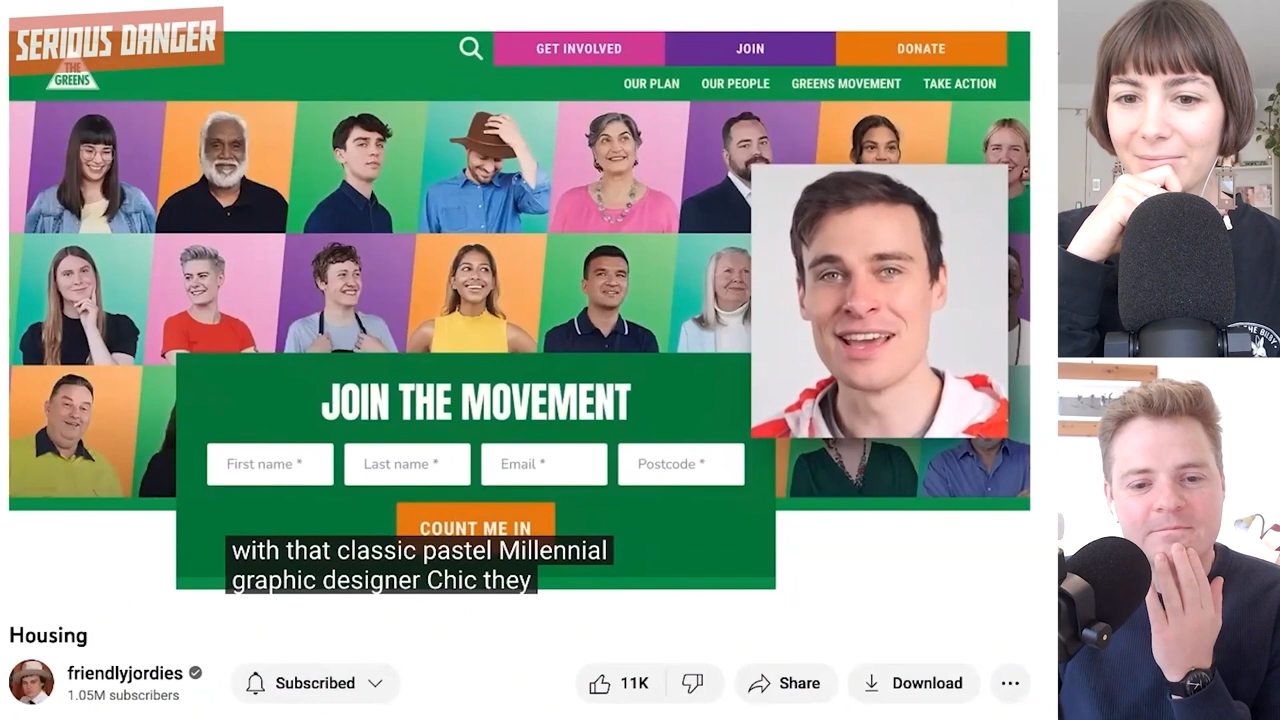 SERIOUS DANGER
THE
GREENS
GET INVOLVED
JOIN
DONATE
OUR PLAN
OUR PEOPLE
GREENS MOVEMENT
TAKE ACTION
JOIN THE MOVEMENT
First name *
Last name *
Email *
Postcode *
COUNT ME IN
with that classic pastel Millennial
graphic designer Chic they
Housing
friendlyjordies
1.05M subscribers
Subscribed
11K
Share
Download